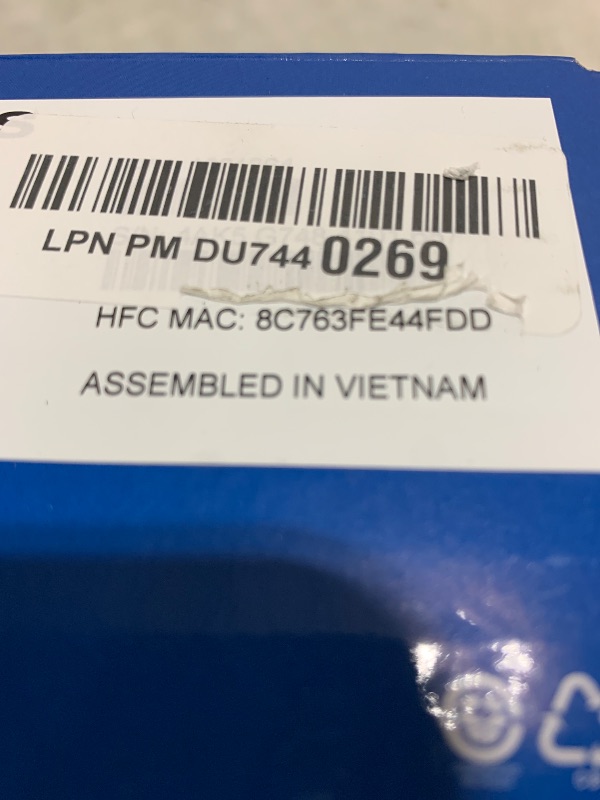 LPN PM DU744 0269
HFC MAC: 8C763FE44FDD
ASSEMBLED IN VIETNAM